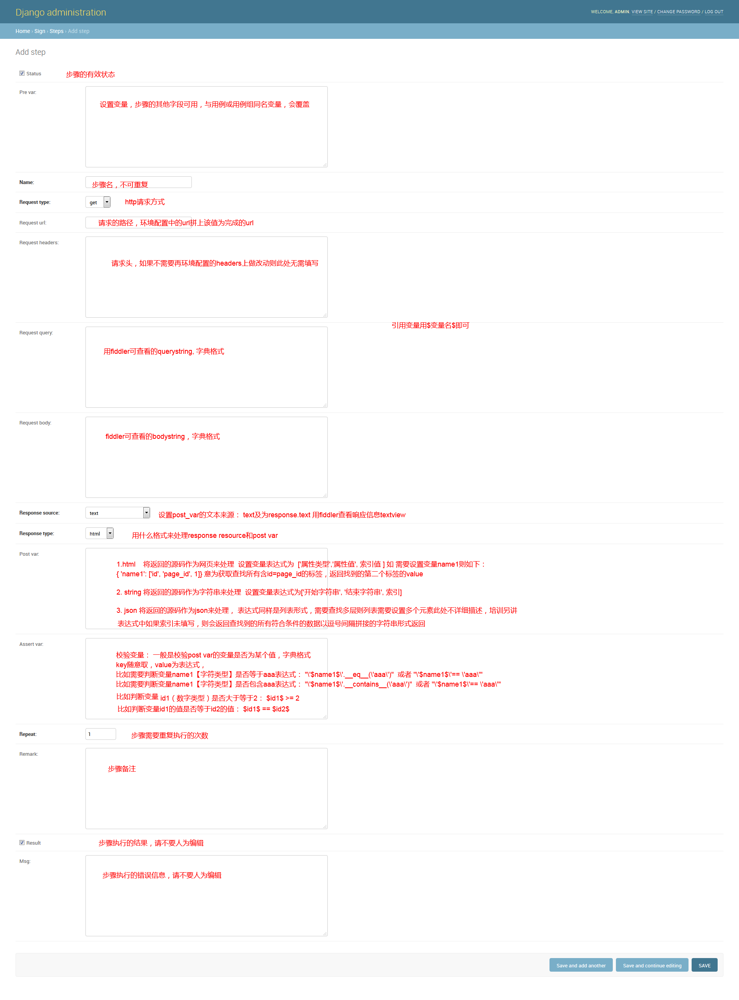 Django administration
WELCOME, ADMIN. VIEW SITE / CHANGE PASSWORD / LOG OUT
Home › Sign › Steps › Add step
Add step
Status
步骤的有效状态
Pre var:
设置变量，步骤的其他字段可用，与用例或用例组同名变量，会覆盖
Name:
步骤名，不可重复
Request type:
get
http请求方式
Request url:
请求的路径，环境配置中的url拼上该值为完成的url
Request headers:
请求头，如果不需要再环境配置的headers上做改动则此处无需填写
引用变量用$变量名$即可
Request query:
用fiddler可查看的querystring, 字典格式
Request body:
fiddler可查看的bodystring，字典格式
Response source:
text
设置post_var的文本来源： text及为response.text 用fiddler查看响应信息textview
Response type:
html
用什么格式来处理response resource和post var
Post var:
1.html 将返回的源码作为网页来处理 设置变量表达式为 ['属性类型','属性值', 索引值 ] 如 需要设置变量name1则如下：
{ 'name1': ['id', 'page_id', 1]} 意为获取查找所有含id=page_id的标签，返回找到的第二个标签的value
2. string 将返回的源码作为字符串来处理 设置变量表达式为['开始字符串', '结束字符串', 索引]
3. json 将返回的源码作为json来处理， 表达式同样是列表形式，需要查找多层则列表需要设置多个元素此处不详细描述，培训另讲
表达式中如果索引未填写，则会返回查找到的所有符合条件的数据以逗号间隔拼接的字符串形式返回
Assert var:
校验变量： 一般是校验post var的变量是否为某个值，字典格式
key随意取，value为表达式，
比如需要判断变量name1【字符类型】是否等于aaa表达式： "\'$name1$\'.__eq__(\'aaa\')" 或者 "\'$name1$\'== \'aaa\'"
比如需要判断变量name1【字符类型】是否包含aaa表达式： "\'$name1$\'.__contains__(\'aaa\')" 或者 "\'$name1$\'== \'aaa\'"
比如判断变量 id1（数字类型）是否大于等于2： $id1$ >= 2
比如判断变量id1的值是否等于id2的值： $id1$ == $id2$
Repeat:
1
步骤需要重复执行的次数
Remark:
步骤备注
Result
步骤执行的结果，请不要人为编辑
Msg:
步骤执行的错误信息，请不要人为编辑
Save and add another
Save and continue editing
SAVE